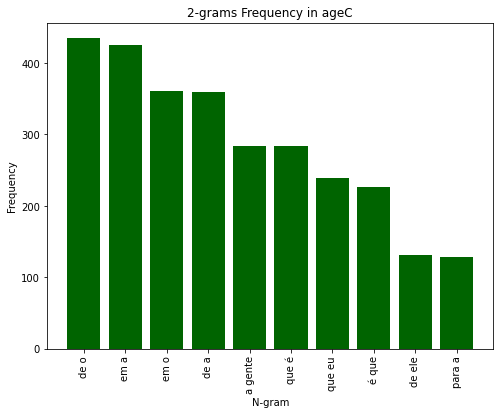 2-grams Frequency in ageC
Frequency
400
300
200
100
0
de o
em a
em o
de a
a gente
que é
que eu
é que
de ele
para a
N-gram